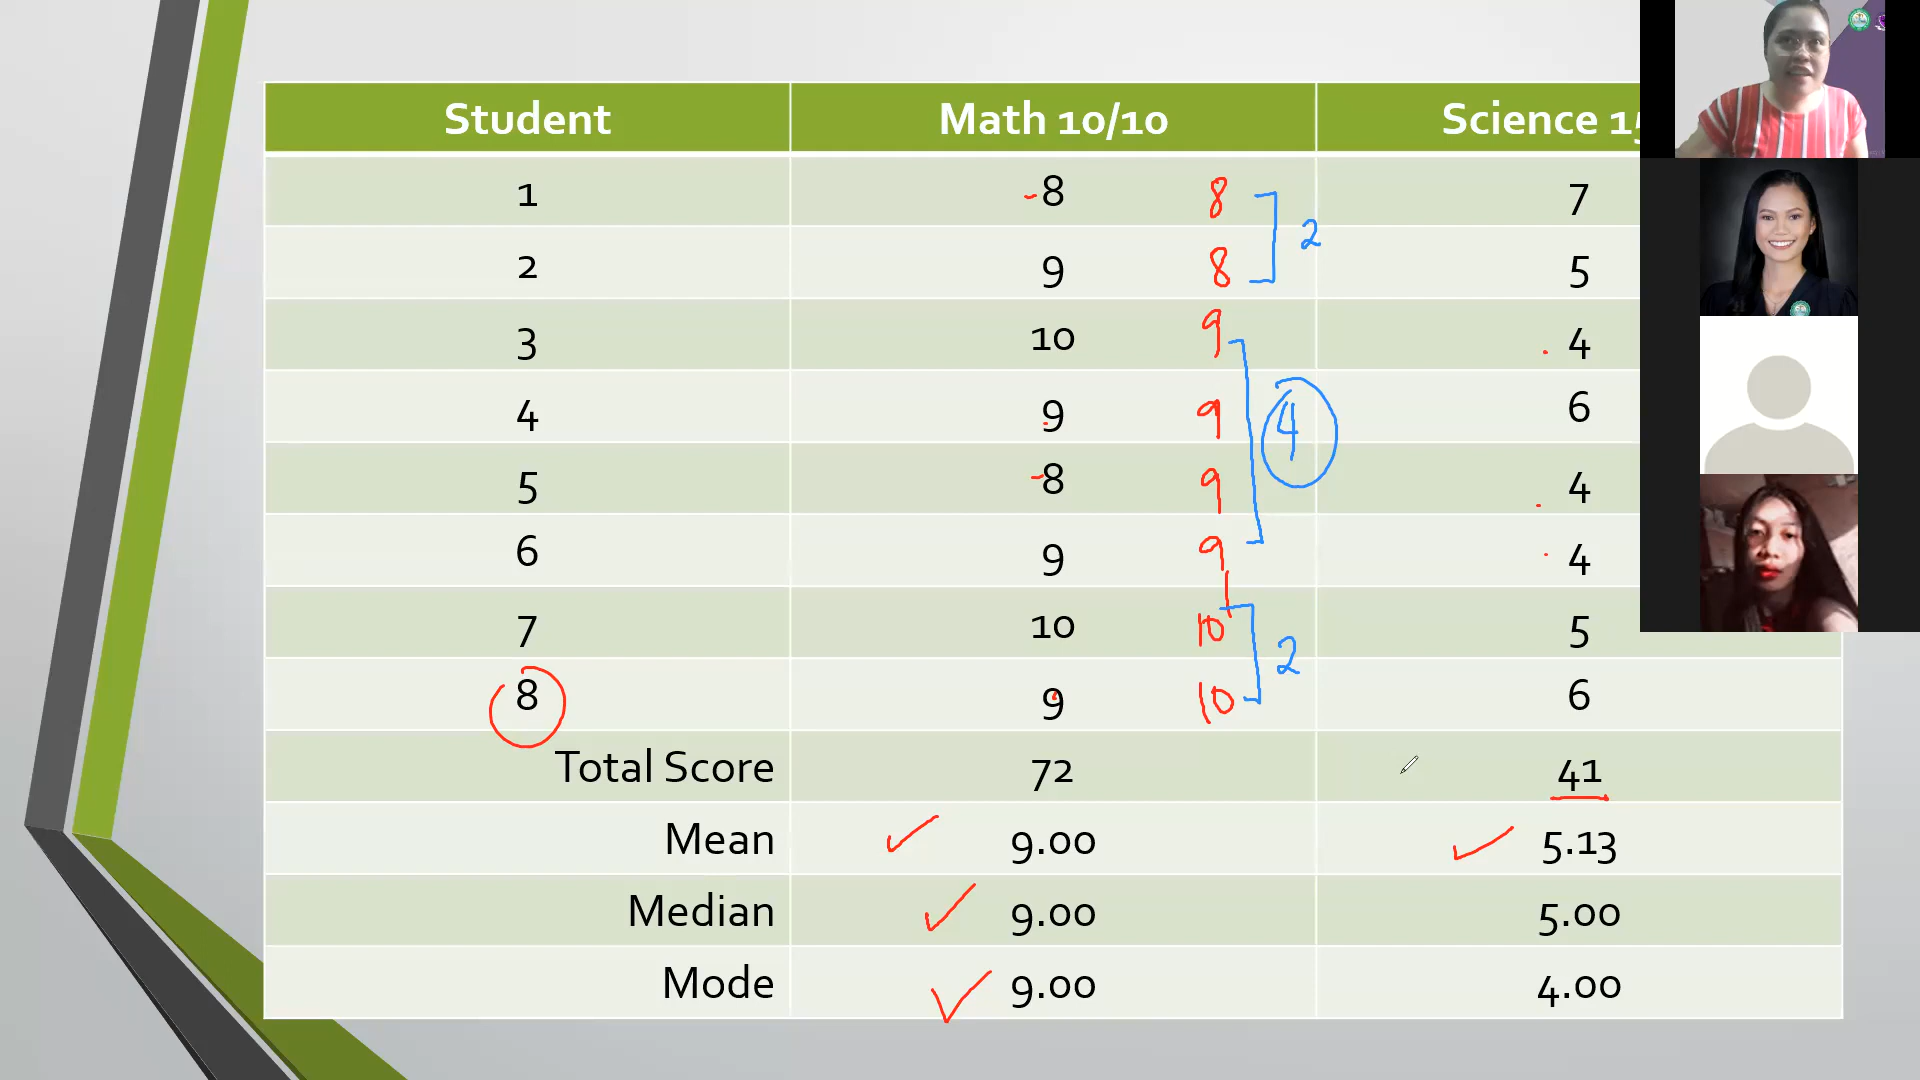 Student Math 10/10 Science 15
1 -8 8 7
2 9 8 2 5
3 10 9 4
4 9 9 4 6
5 -8 9 4
6 9 9 4
7 10 10 5
8 9 10 2 6
Total Score 72 41
Mean 9.00 5.13
Median 9.00 5.00
Mode 9.00 4.00